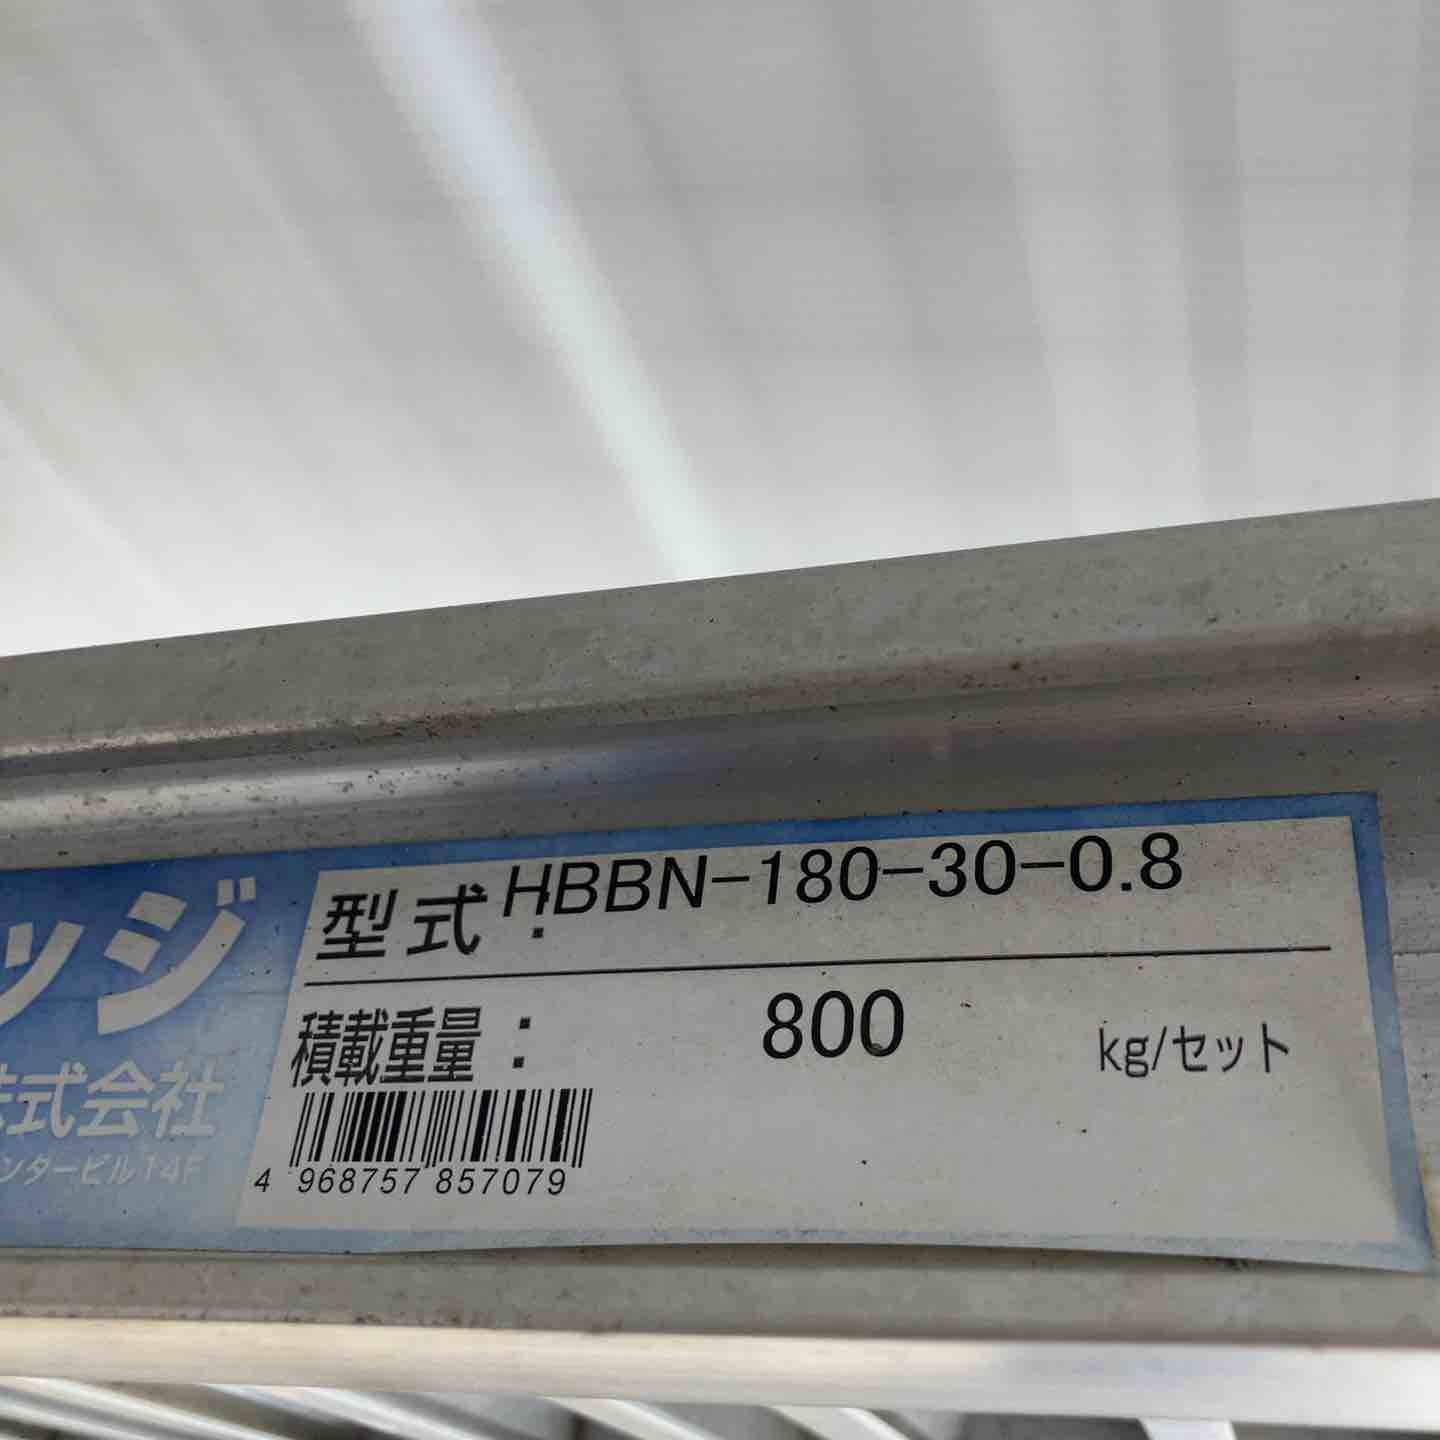 ッジ
型式：HBBN-180-30-0.8
積載重量： 800 kg/セット
株式会社
ンタービル14F
4 968757 857079